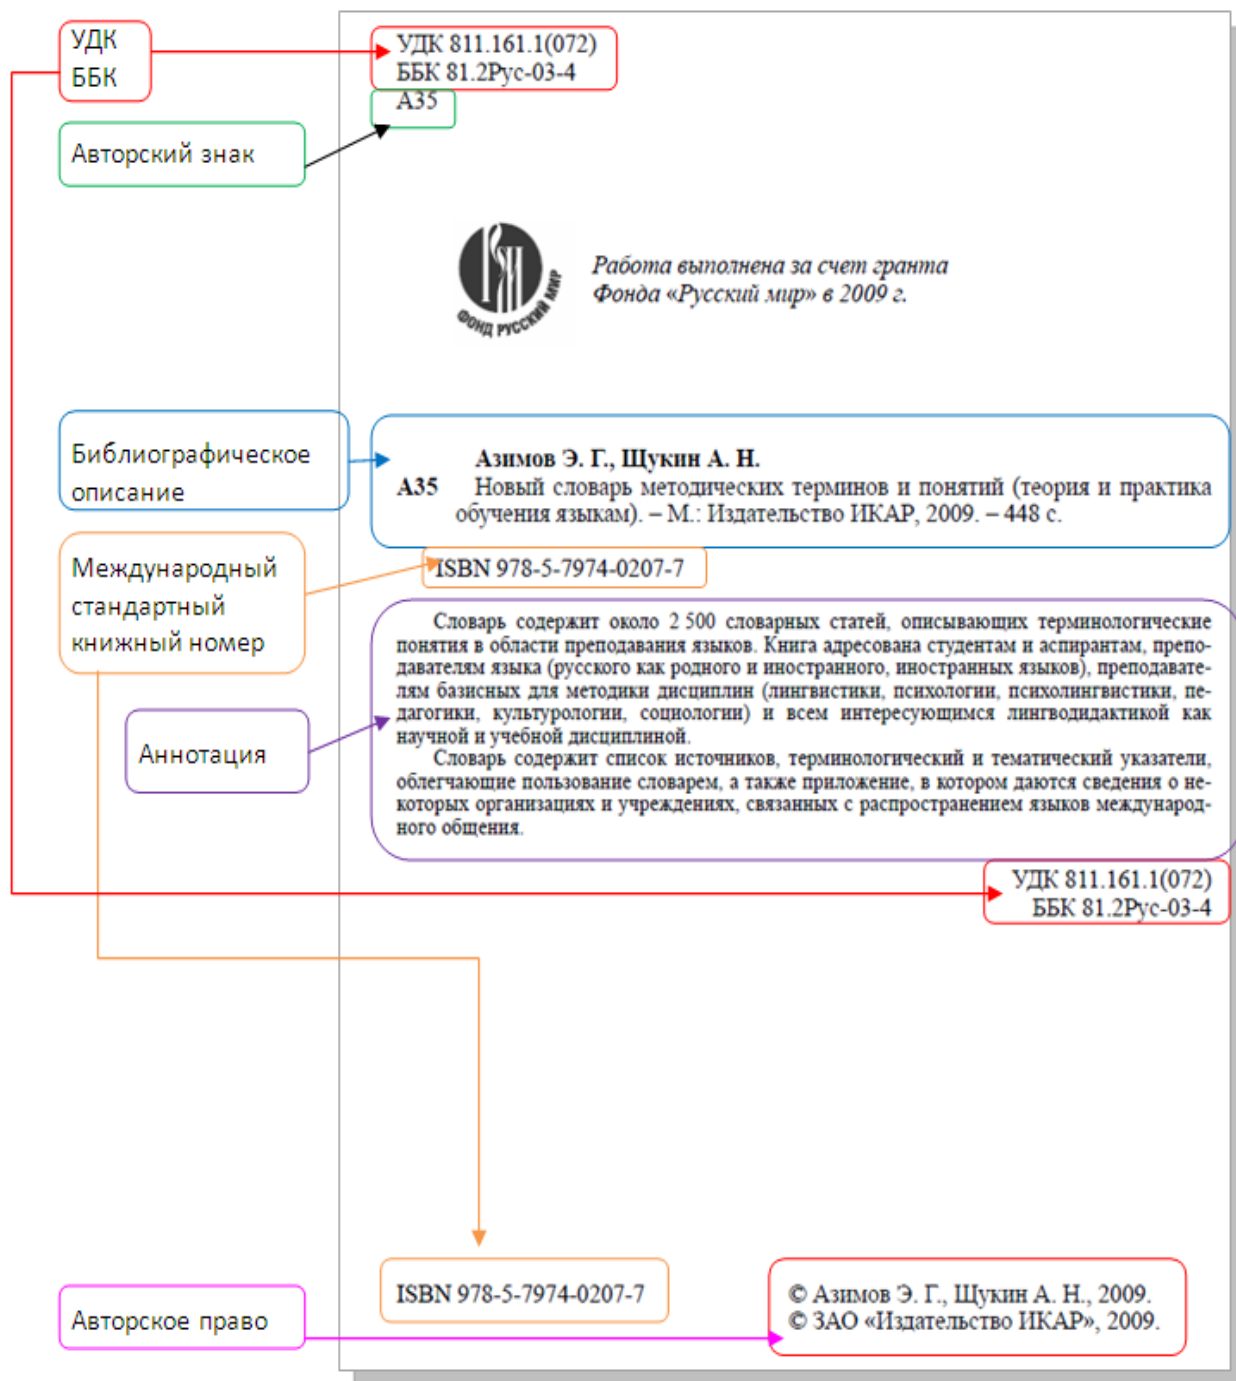 УДК
ББК
УДК 811.161.1(072)
ББК 81.2Рус-03-4
А35
Авторский знак
ФОНД РУССКИЙ МИР
Работа выполнена за счет гранта
Фонда «Русский мир» в 2009 г.
Библиографическое
описание
Азимов Э. Г., Щукин А. Н.
А35 Новый словарь методических терминов и понятий (теория и практика
обучения языкам). – М.: Издательство ИКАР, 2009. – 448 с.
Международный
стандартный
книжный номер
ISBN 978-5-7974-0207-7
Аннотация
Словарь содержит около 2 500 словарных статей, описывающих терминологические
понятия в области преподавания языков. Книга адресована студентам и аспирантам, препо-
давателям языка (русского как родного и иностранного, иностранных языков), преподавате-
лям базисных для методики дисциплин (лингвистики, психологии, психолингвистики, пе-
дагогики, культурологии, социологии) и всем интересующимся лингводидактикой как
научной и учебной дисциплиной.
Словарь содержит список источников, терминологический и тематический указатели,
облегчающие пользование словарем, а также приложение, в котором даются сведения о не-
которых организациях и учреждениях, связанных с распространением языков международ-
ного общения.
УДК 811.161.1(072)
ББК 81.2Рус-03-4
ISBN 978-5-7974-0207-7
Авторское право
© Азимов Э. Г., Щукин А. Н., 2009.
© ЗАО «Издательство ИКАР», 2009.